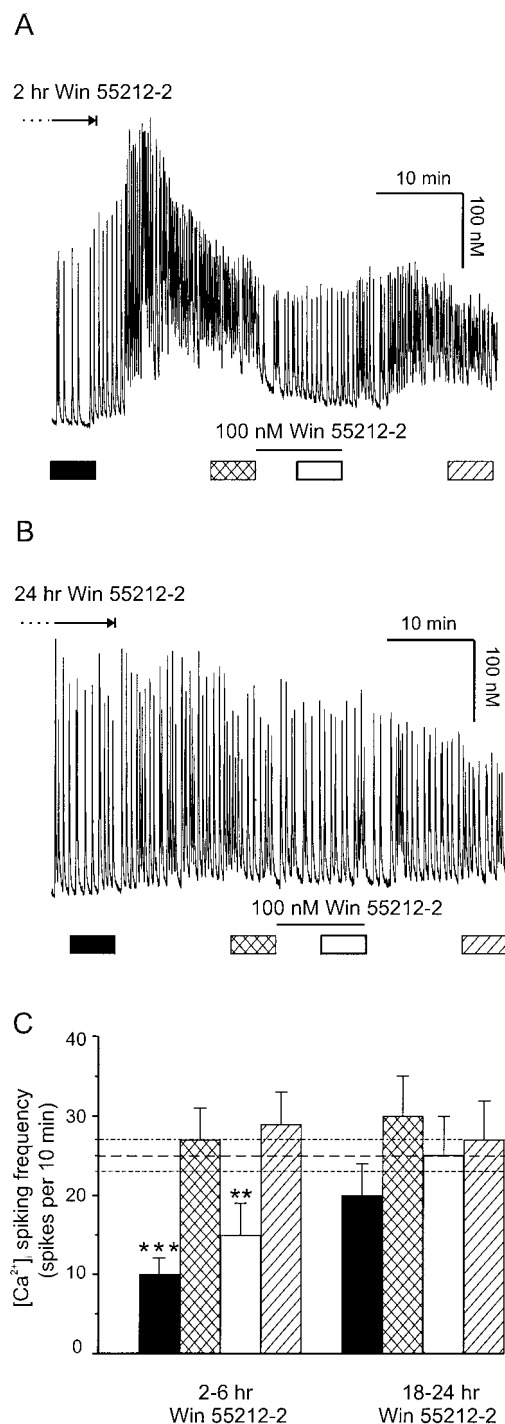 A
2 hr Win 55212-2
10 min
100 nM
100 nM Win 55212-2
B
24 hr Win 55212-2
10 min
100 nM
100 nM Win 55212-2
C
[Ca²⁺]ᵢ spiking frequency
(spikes per 10 min)
40
30
20
10
0
***
**
2-6 hr
Win 55212-2
18-24 hr
Win 55212-2